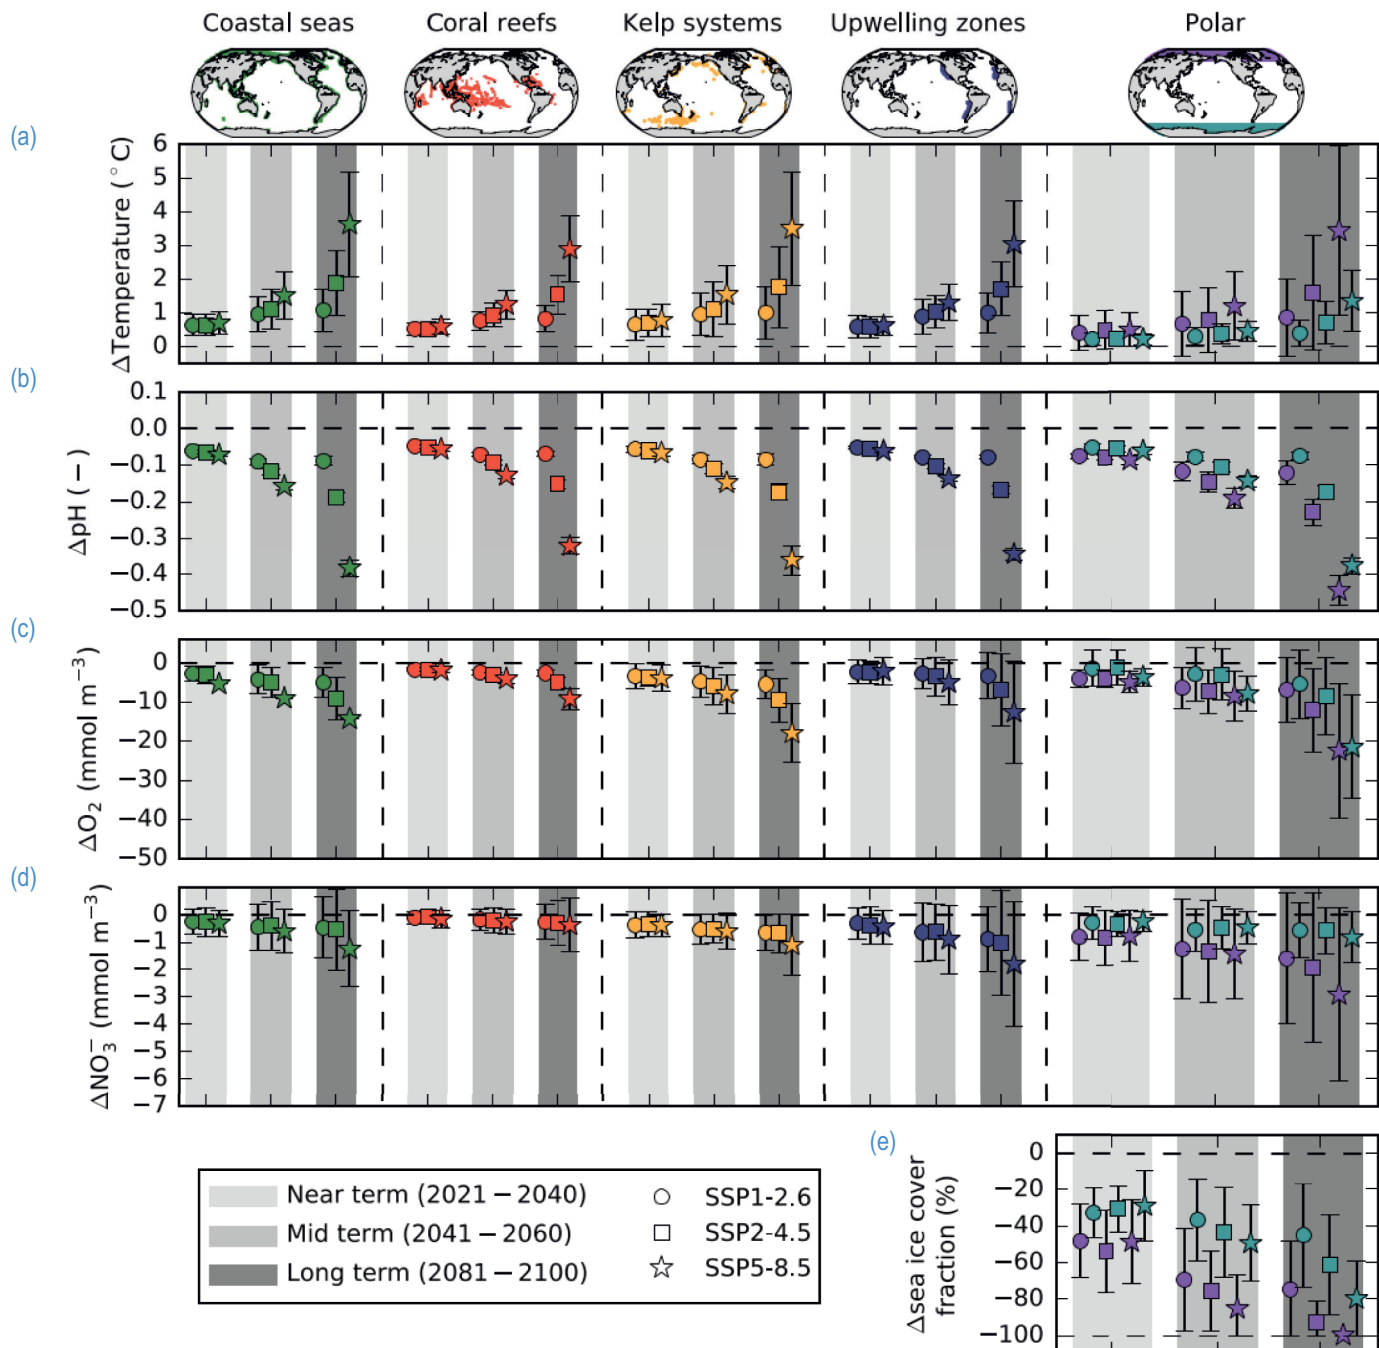 Coastal seas Coral reefs Kelp systems Upwelling zones Polar
(a)
ΔTemperature (°C)
6
5
4
3
2
1
0
(b)
ΔpH (−)
0.1
0.0
−0.1
−0.2
−0.3
−0.4
−0.5
(c)
ΔO₂ (mmol m⁻³)
0
−10
−20
−30
−40
−50
(d)
ΔNO₃⁻ (mmol m⁻³)
0
−1
−2
−3
−4
−5
−6
−7
(e)
Δsea ice cover
fraction (%)
0
−20
−40
−60
−80
−100
Near term (2021−2040) SSP1-2.6
Mid term (2041−2060) SSP2-4.5
Long term (2081−2100) SSP5-8.5